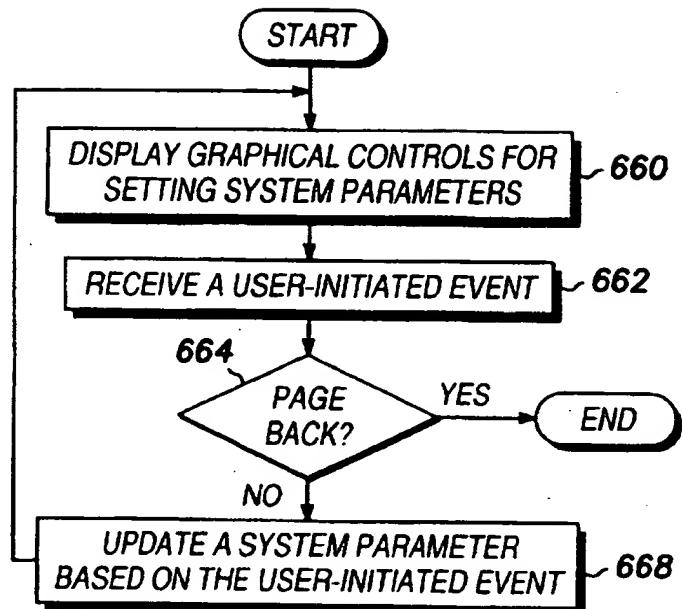 START
DISPLAY GRAPHICAL CONTROLS FOR
SETTING SYSTEM PARAMETERS
660
RECEIVE A USER-INITIATED EVENT
662
664
PAGE
BACK?
YES
END
NO
UPDATE A SYSTEM PARAMETER
BASED ON THE USER-INITIATED EVENT
668